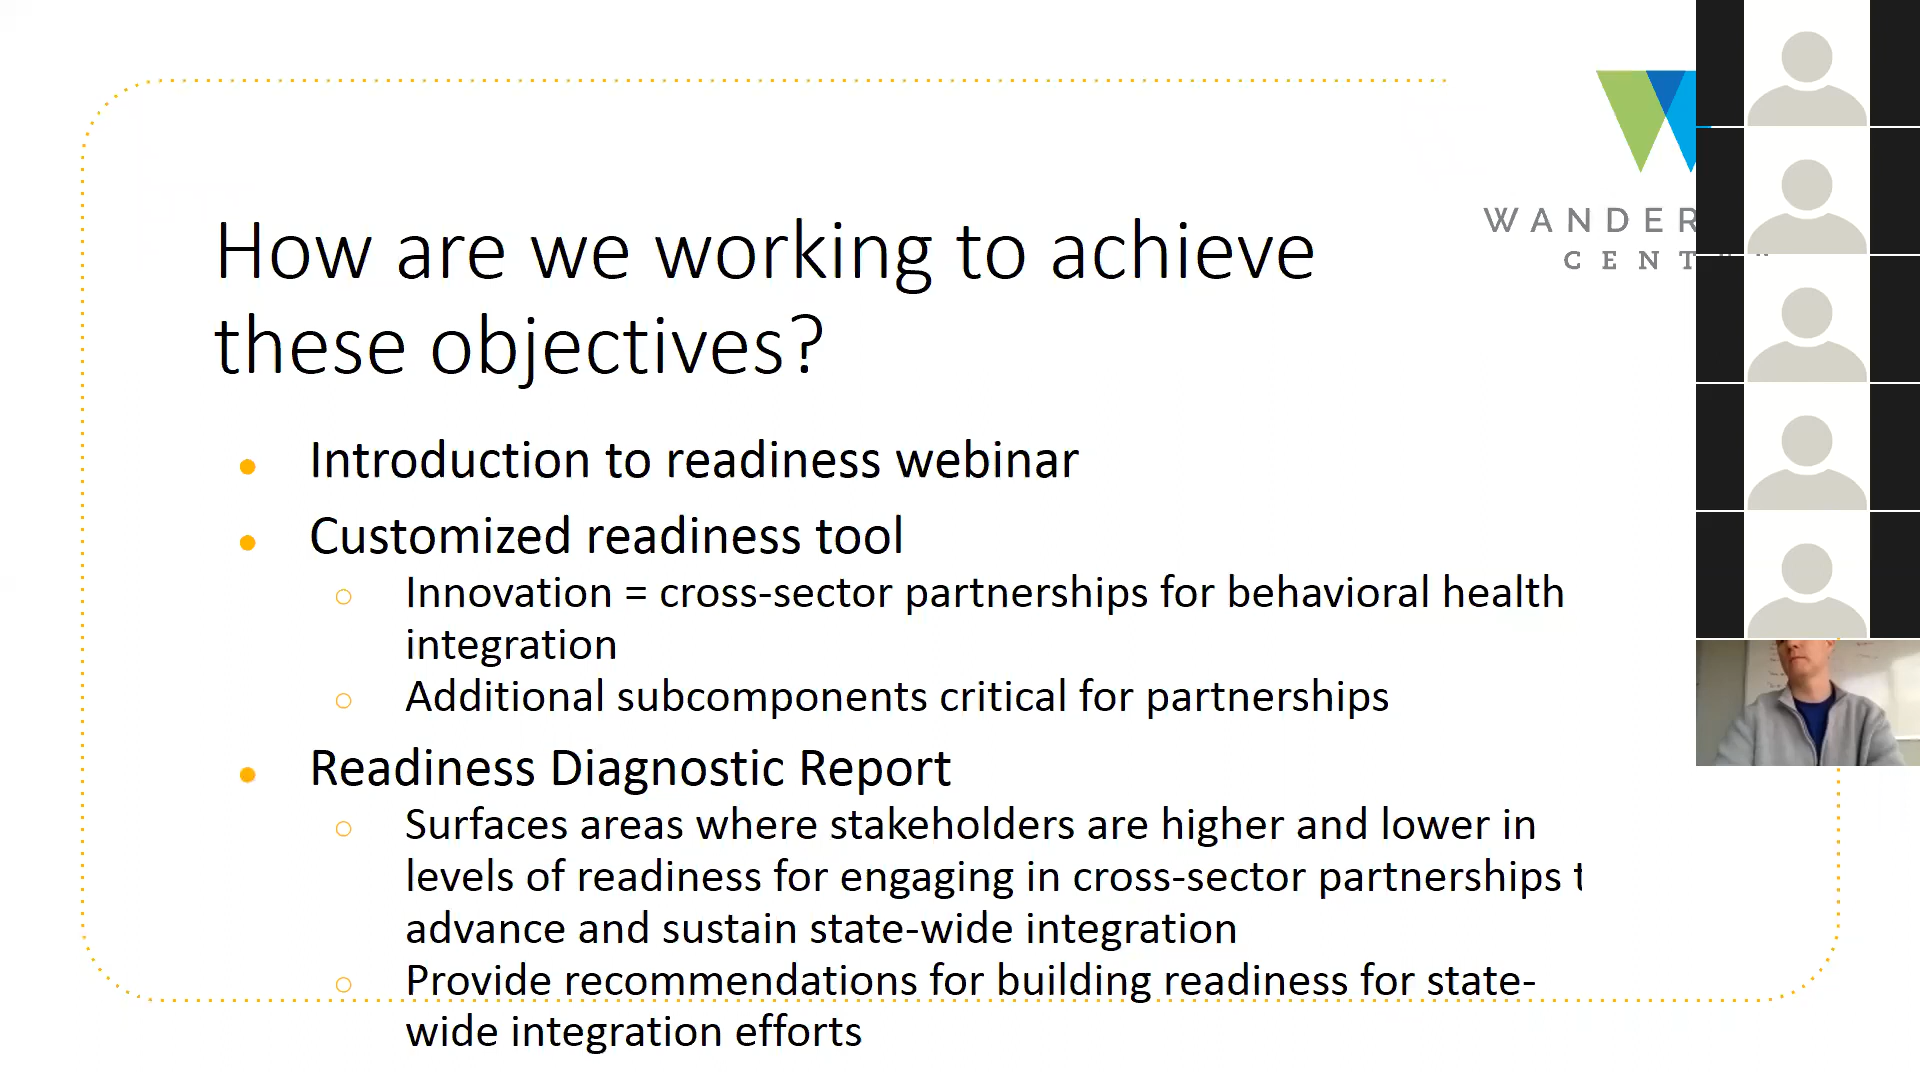 WANDER
CENT
How are we working to achieve
these objectives?
• Introduction to readiness webinar
• Customized readiness tool
○ Innovation = cross-sector partnerships for behavioral health
integration
○ Additional subcomponents critical for partnerships
• Readiness Diagnostic Report
○ Surfaces areas where stakeholders are higher and lower in
levels of readiness for engaging in cross-sector partnerships t
advance and sustain state-wide integration
○ Provide recommendations for building readiness for state-
wide integration efforts